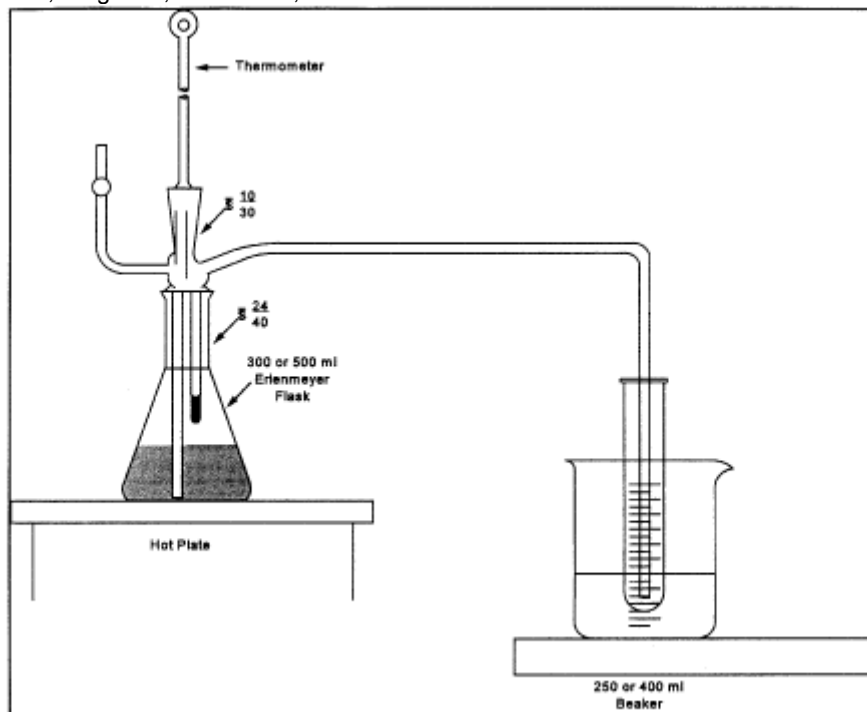 Thermometer
10
30
24
40
300 or 500 ml
Erlenmeyer
Flask
Hot Plate
250 or 400 ml
Beaker